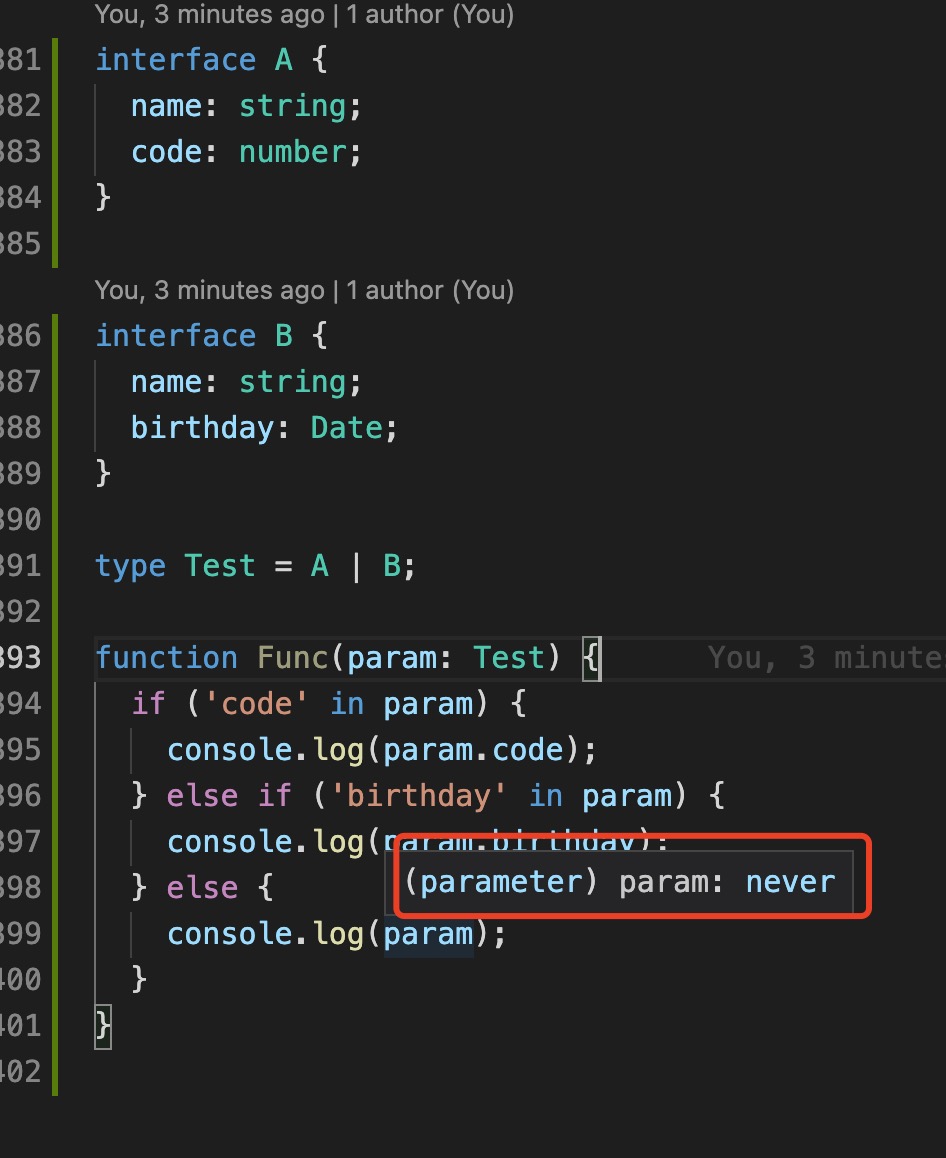 You, 3 minutes ago | 1 author (You)
381 interface A {
382 name: string;
383 code: number;
384 }
385
You, 3 minutes ago | 1 author (You)
386 interface B {
387 name: string;
388 birthday: Date;
389 }
390
391 type Test = A | B;
392
393 function Func(param: Test) { You, 3 minute
394 if ('code' in param) {
395 console.log(param.code);
396 } else if ('birthday' in param) {
397 console.log(param.birthday);
(parameter) param: never
398 } else {
399 console.log(param);
400 }
401 }
402